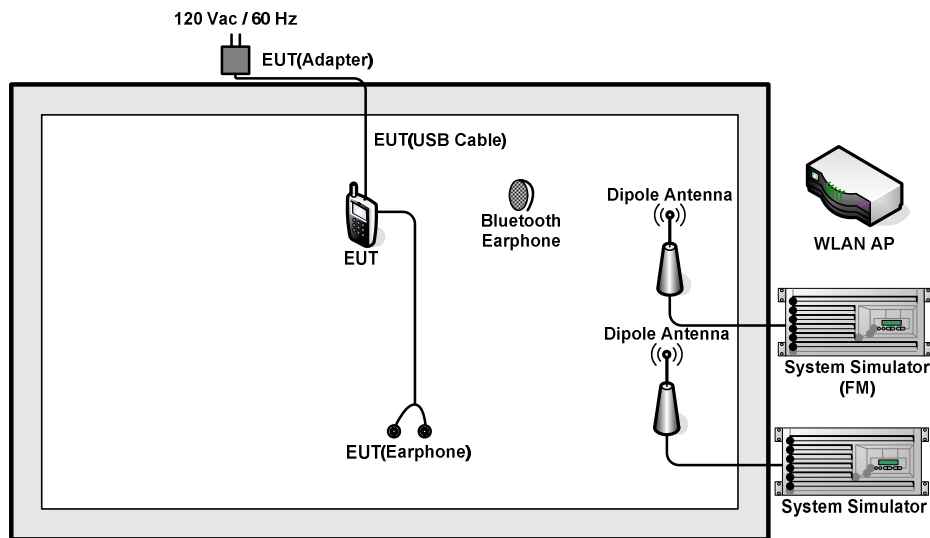 120 Vac / 60 Hz
EUT(Adapter)
EUT(USB Cable)
EUT
Bluetooth
Earphone
Dipole Antenna
WLAN AP
Dipole Antenna
System Simulator
(FM)
EUT(Earphone)
System Simulator